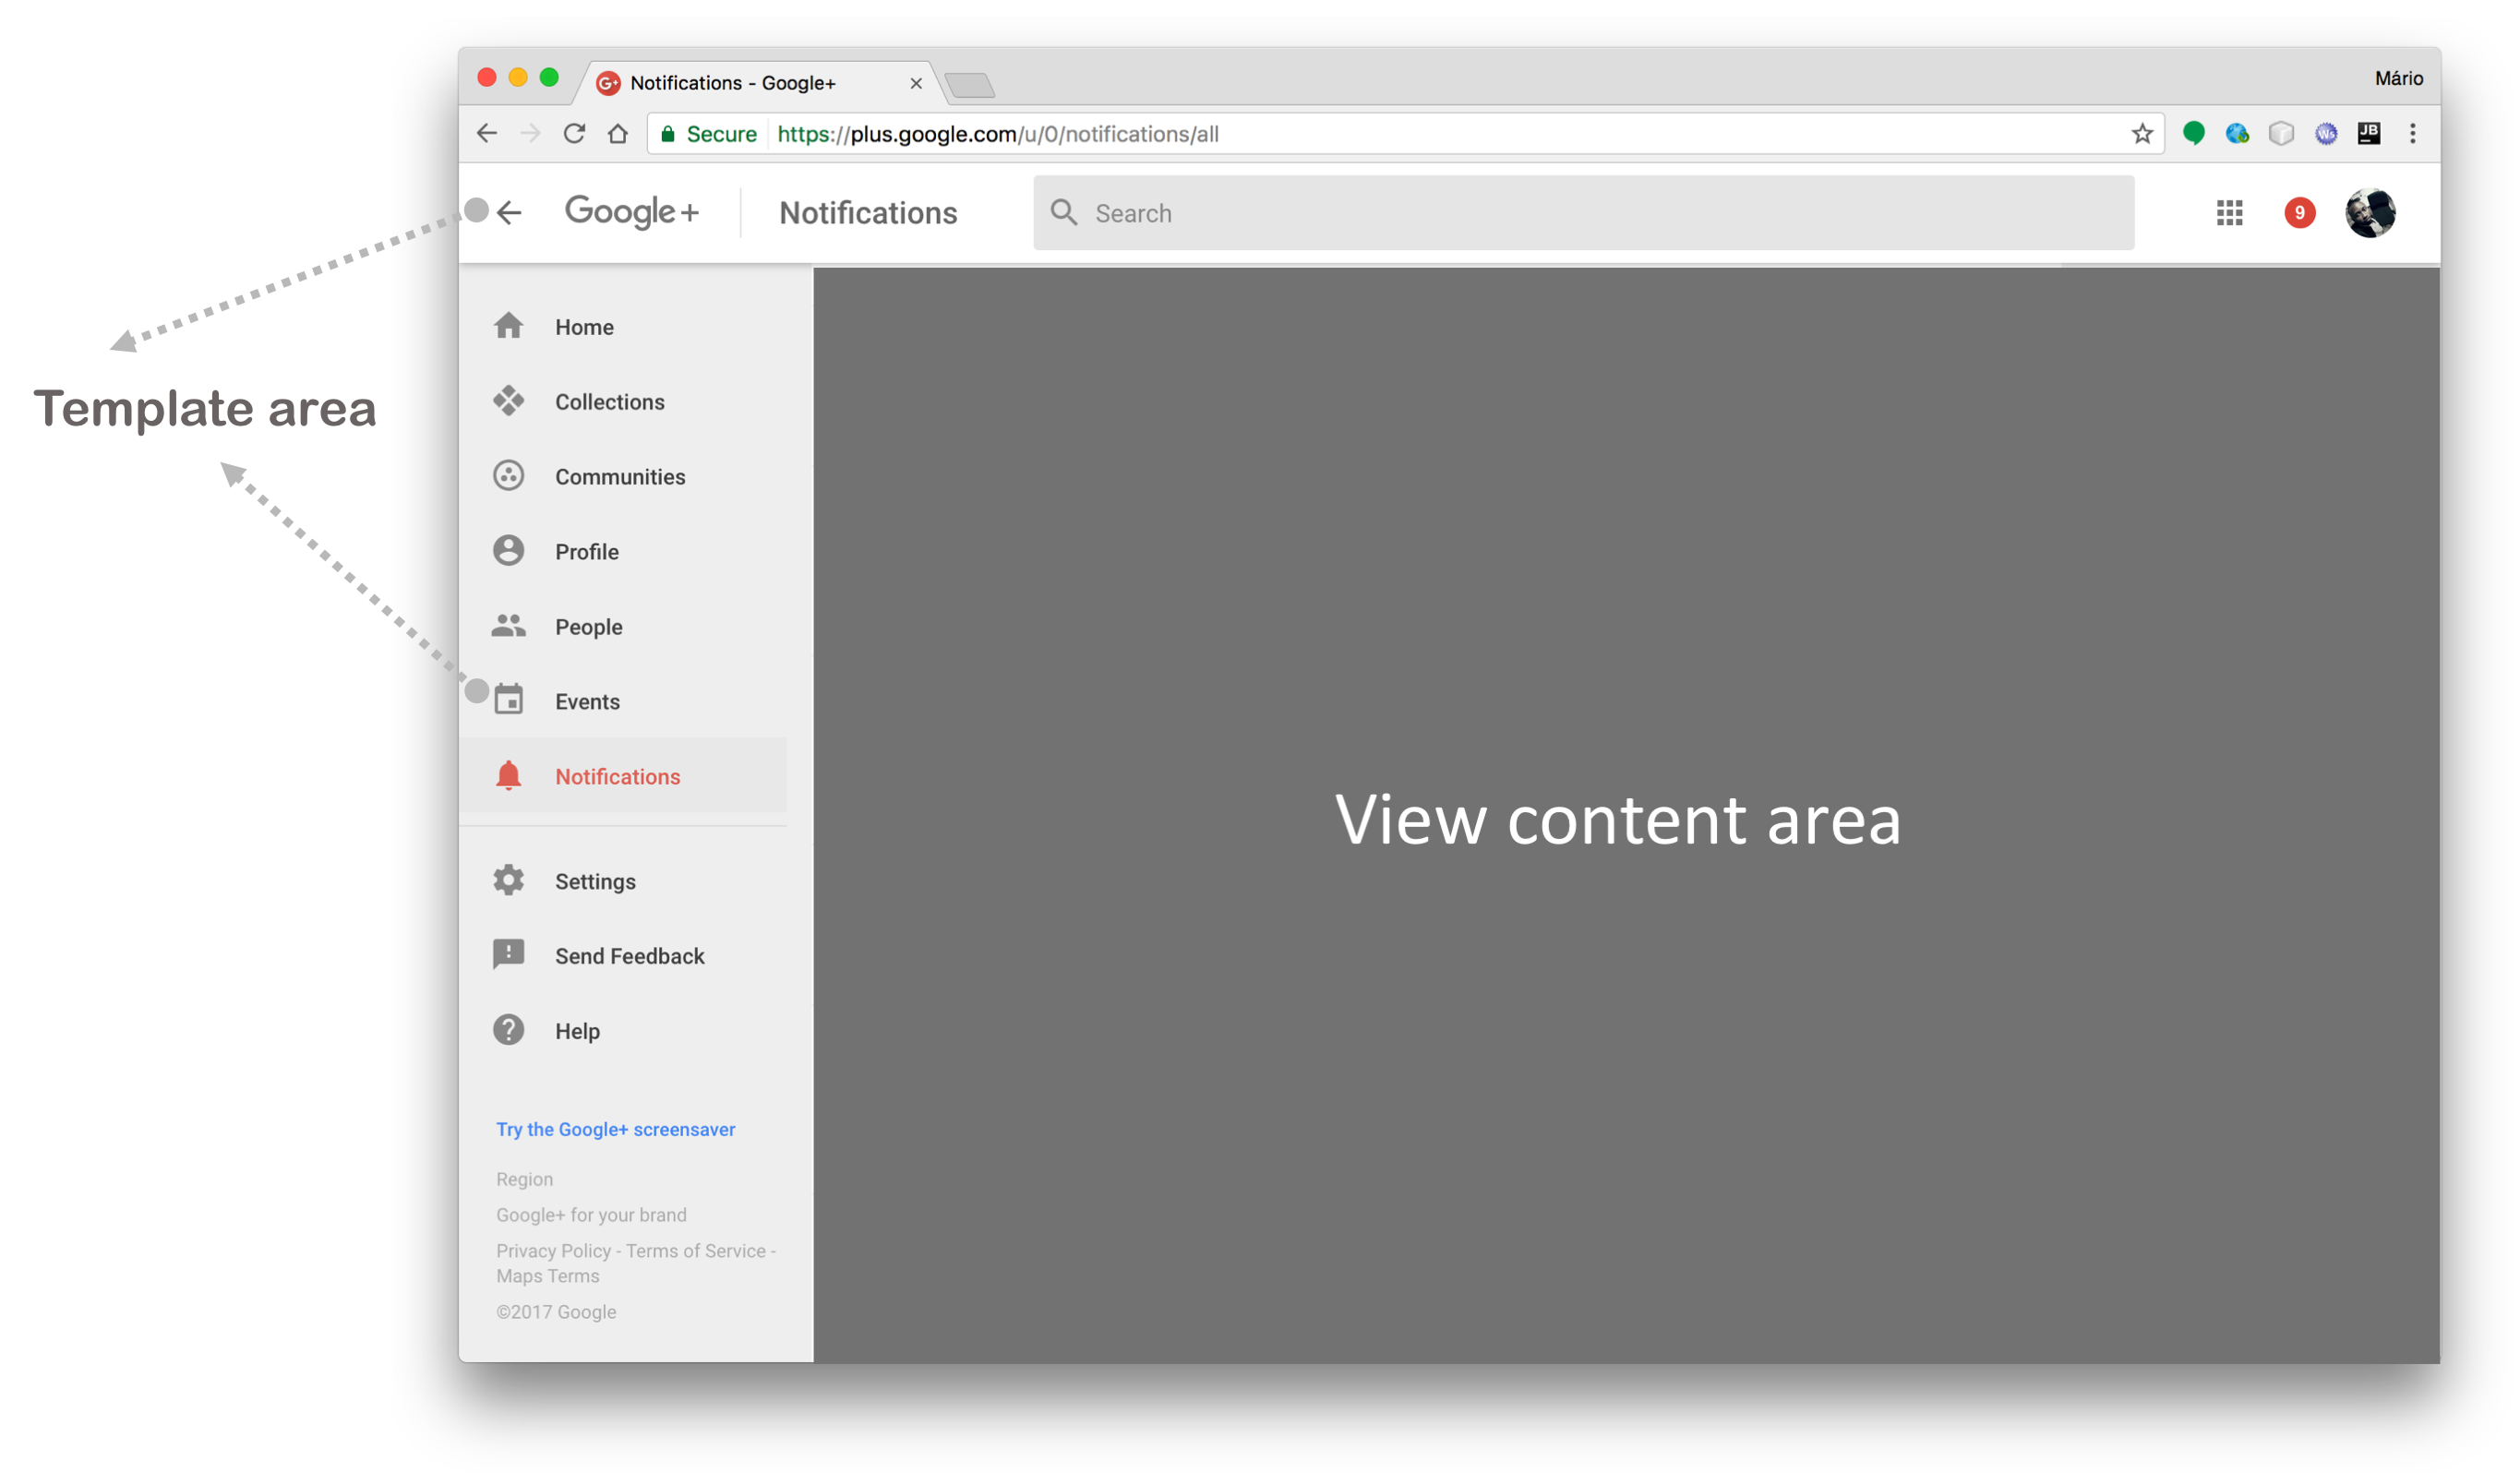 Notifications - Google+
Mário
Secure
https://plus.google.com/u/0/notifications/all
Google+
Notifications
Search
9
Home
Collections
Template area
Communities
Profile
People
Events
Notifications
View content area
Settings
Send Feedback
Help
Try the Google+ screensaver
Region
Google+ for your brand
Privacy Policy - Terms of Service -
Maps Terms
©2017 Google
G+
Ws
JB